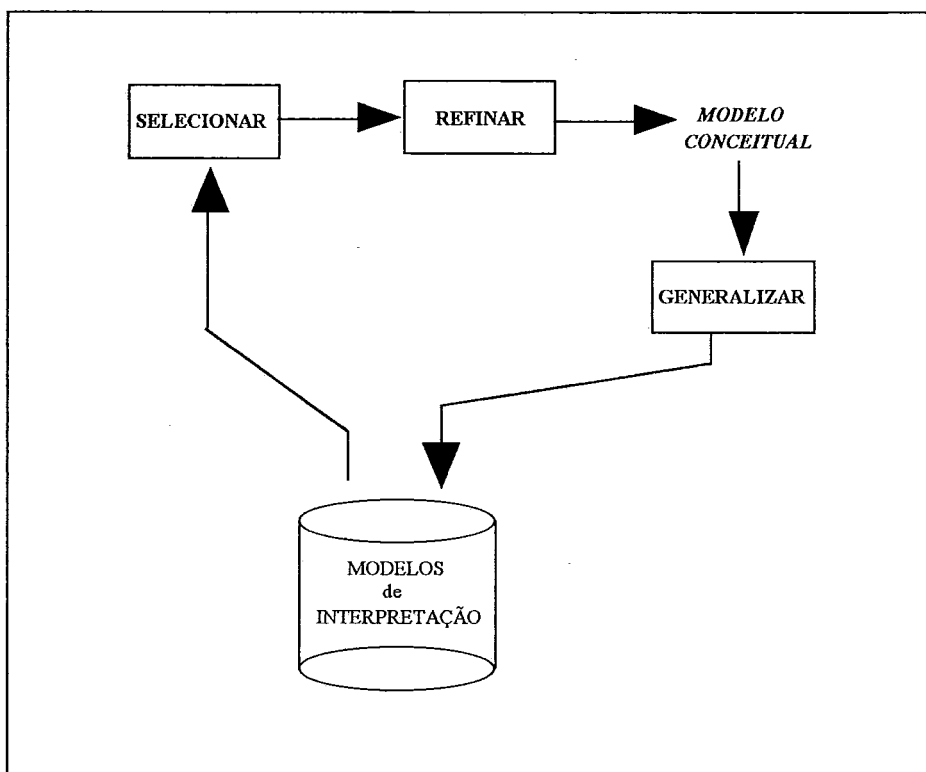 SELECIONAR
REFINAR
MODELO
CONCEITUAL
GENERALIZAR
MODELOS
de
INTERPRETAÇÃO